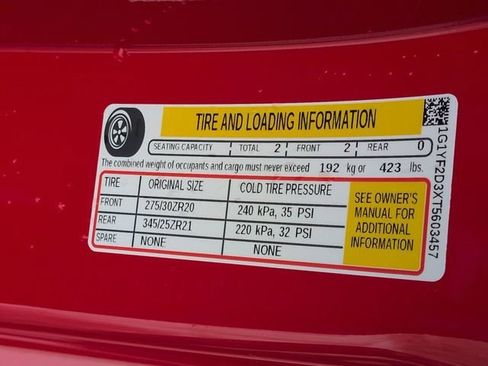 TIRE AND LOADING INFORMATION
SEATING CAPACITY TOTAL 2 FRONT 2 REAR 0
The combined weight of occupants and cargo must never exceed 192 kg or 423 lbs.
TIRE ORIGINAL SIZE COLD TIRE PRESSURE
FRONT 275/30ZR20 240 kPa, 35 PSI
REAR 345/25ZR21 220 kPa, 32 PSI
SPARE NONE NONE
SEE OWNER'S
MANUAL FOR
ADDITIONAL
INFORMATION
1G1YF2D3XT5603457